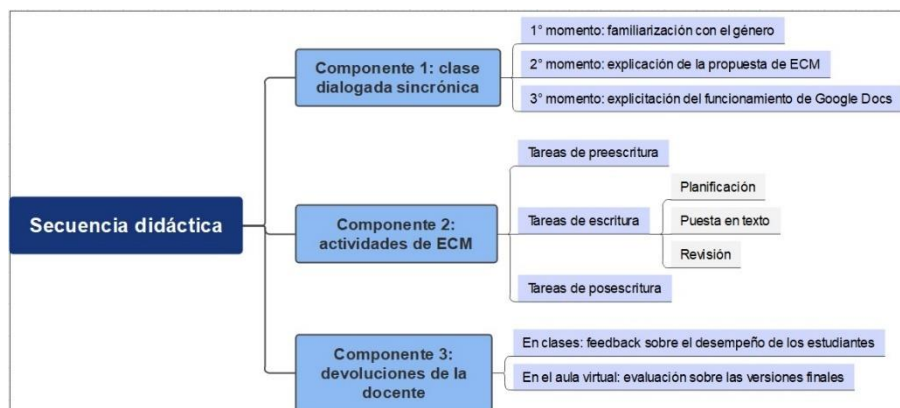 Secuencia didáctica
Componente 1: clase
dialogada sincrónica
1° momento: familiarización con el género
2° momento: explicación de la propuesta de ECM
3° momento: explicitación del funcionamiento de Google Docs
Componente 2:
actividades de ECM
Tareas de preescritura
Tareas de escritura
Planificación
Puesta en texto
Revisión
Tareas de posescritura
Componente 3:
devoluciones de la
docente
En clases: feedback sobre el desempeño de los estudiantes
En el aula virtual: evaluación sobre las versiones finales